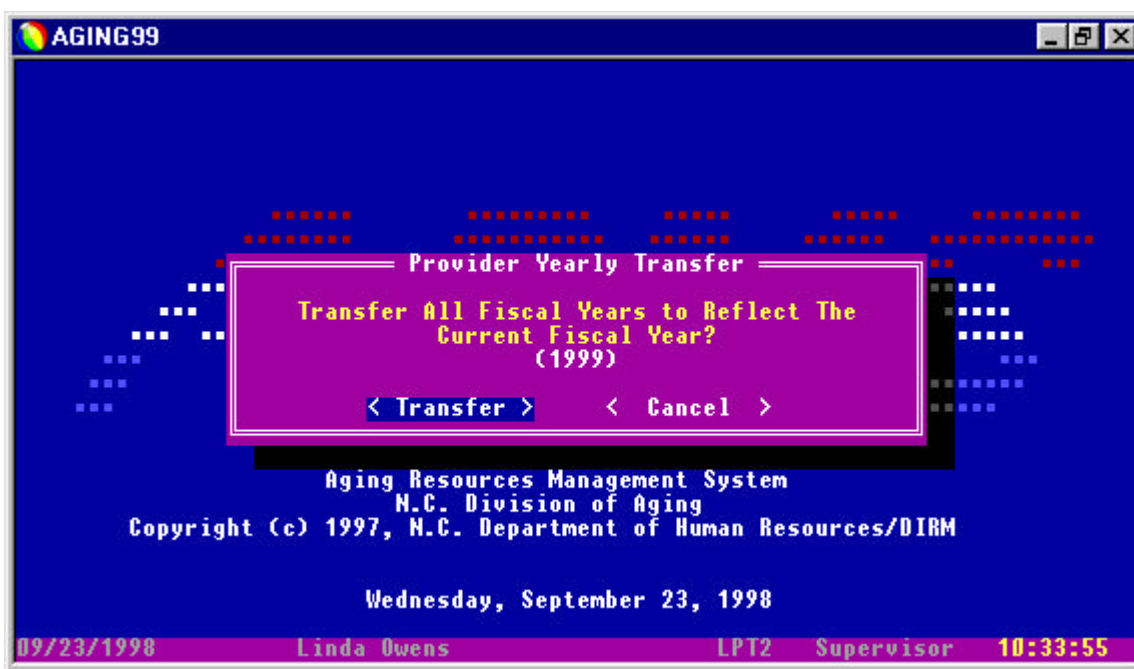 AGING99
Provider Yearly Transfer
Transfer All Fiscal Years to Reflect The
Current Fiscal Year?
(1999)
< Transfer > < Cancel >
Aging Resources Management System
N.C. Division of Aging
Copyright (c) 1997, N.C. Department of Human Resources/DIRM
Wednesday, September 23, 1998
09/23/1998 Linda Owens LPT2 Supervisor 10:33:55